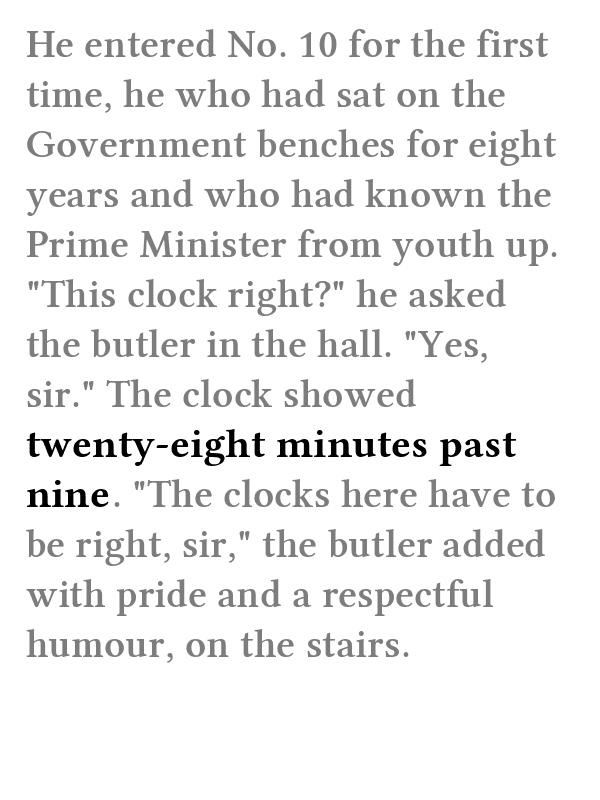 He entered No. 10 for the first
time, he who had sat on the
Government benches for eight
years and who had known the
Prime Minister from youth up.
"This clock right?" he asked
the butler in the hall. "Yes,
sir." The clock showed
twenty-eight minutes past
nine. "The clocks here have to
be right, sir," the butler added
with pride and a respectful
humour, on the stairs.